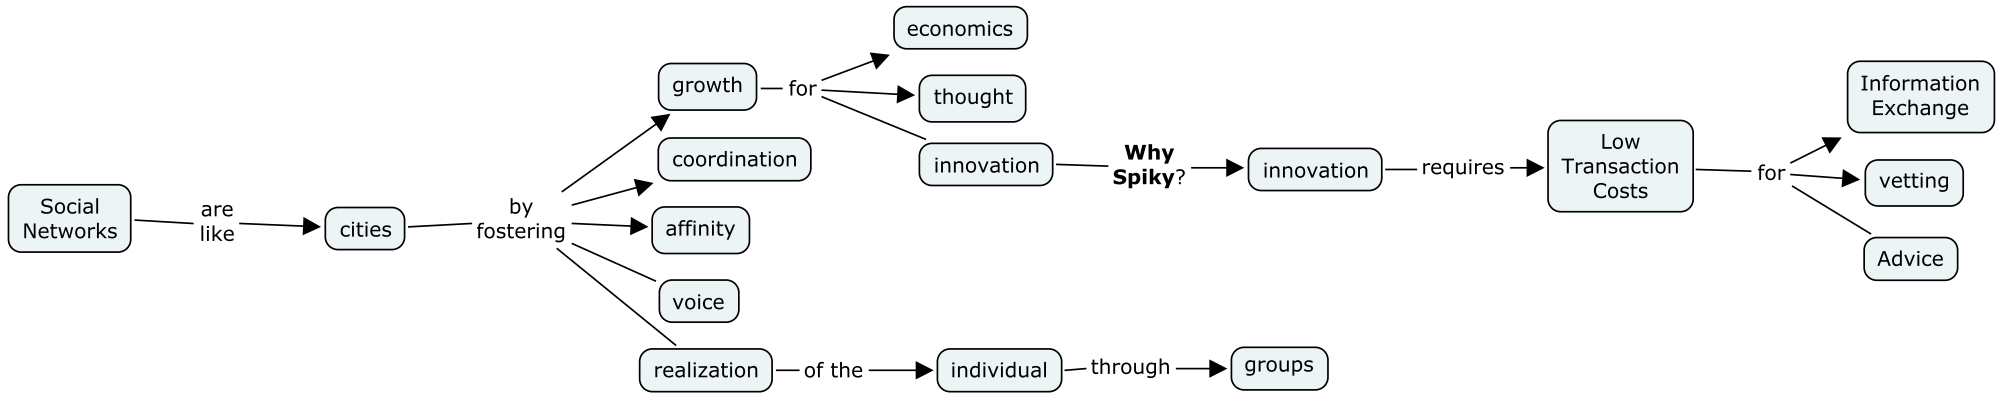 Social
Networks
are
like
cities
by
fostering
growth
for
economics
thought
innovation
Why
Spiky?
innovation
requires
Low
Transaction
Costs
for
Information
Exchange
vetting
Advice
coordination
affinity
voice
realization
of the
individual
through
groups